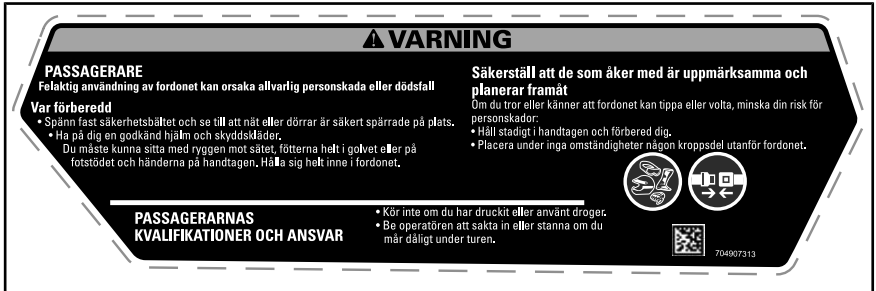 VARNING
PASSAGERARE
Felaktig användning av fordonet kan orsaka allvarlig personskada eller dödsfall
Var förberedd
• Spänn fast säkerhetsbältet och se till att nät eller dörrar är säkert spärrade på plats.
• Ha på dig en godkänd hjälm och skyddskläder.
Du måste kunna sitta med ryggen mot sätet, fötterna helt i golvet eller på
fotstödet och händerna på handtagen. Hålla sig helt inne i fordonet.
Säkerställ att de som åker med är uppmärksamma och
planerar framåt
Om du tror eller känner att fordonet kan tippa eller volta, minska din risk för
personskador:
• Håll stadigt i handtagen och förbered dig.
• Placera under inga omständigheter någon kroppsdel utanför fordonet.
PASSAGERARNAS
KVALIFIKATIONER OCH ANSVAR
• Kör inte om du har druckit eller använt droger.
• Be operatören att sakta in eller stanna om du
mår dåligt under turen.
704907313